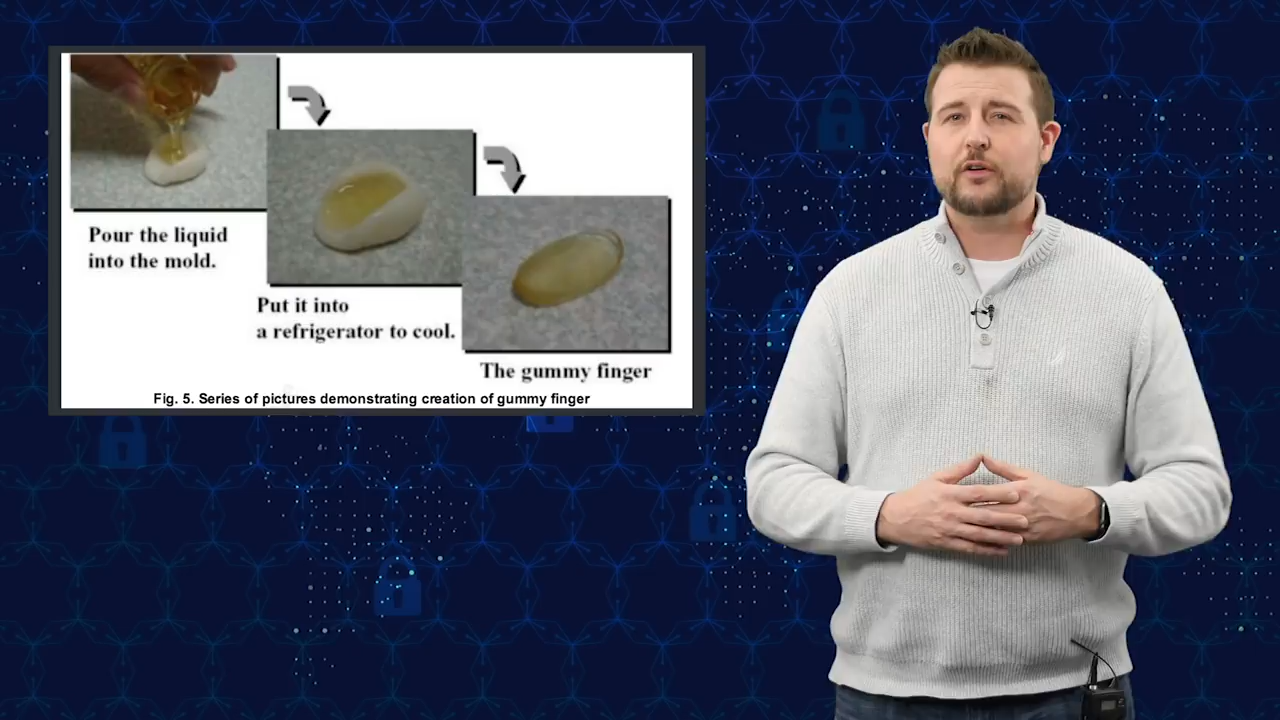 Pour the liquid
into the mold.
Put it into
a refrigerator to cool.
The gummy finger
Fig. 5. Series of pictures demonstrating creation of gummy finger